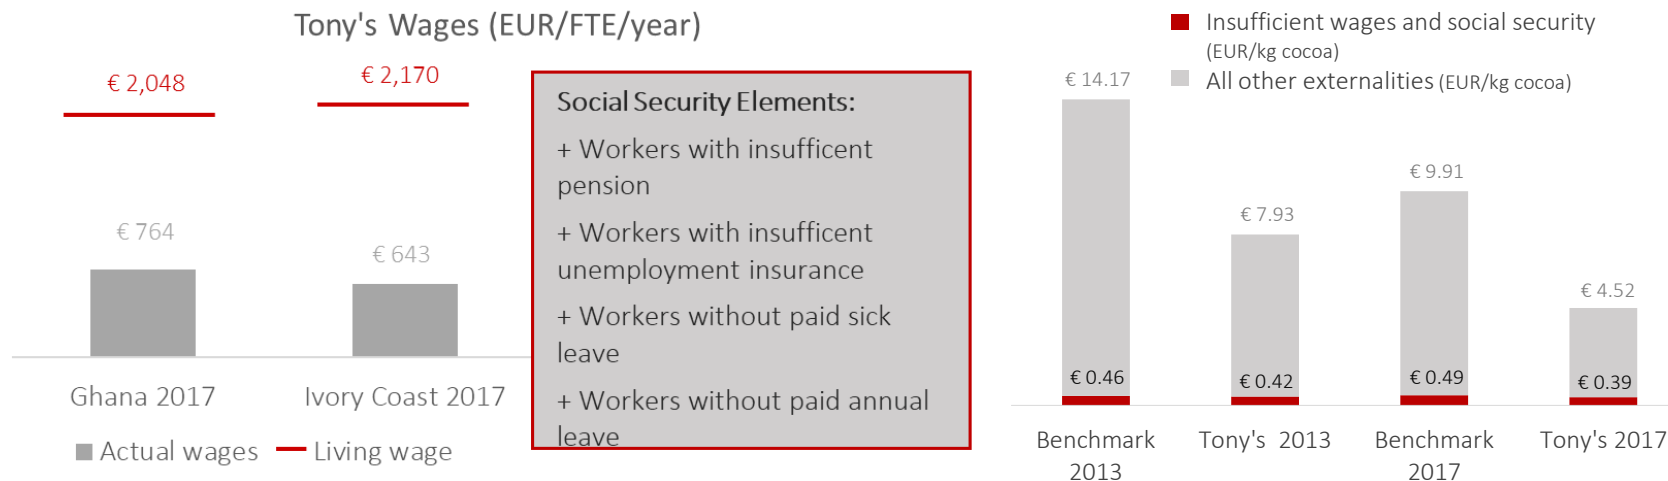 Tony's Wages (EUR/FTE/year)
€ 2,048
€ 2,170
€ 764
€ 643
Ghana 2017
Ivory Coast 2017
Actual wages
Living wage
Social Security Elements:
+ Workers with insufficent
pension
+ Workers with insufficent
unemployment insurance
+ Workers without paid sick
leave
+ Workers without paid annual
leave
Insufficient wages and social security
(EUR/kg cocoa)
All other externalities (EUR/kg cocoa)
€ 14.17
€ 7.93
€ 9.91
€ 4.52
€ 0.46
€ 0.42
€ 0.49
€ 0.39
Benchmark
2013
Tony's 2013
Benchmark
2017
Tony's 2017